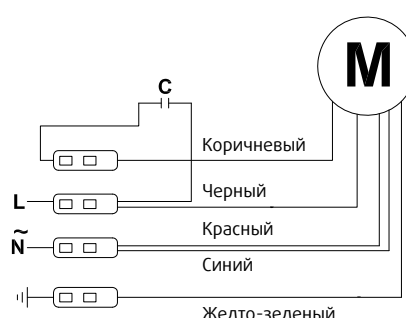 M
C
Коричневый
L
Черный
~
N
Красный
Синий
Желто-зеленый